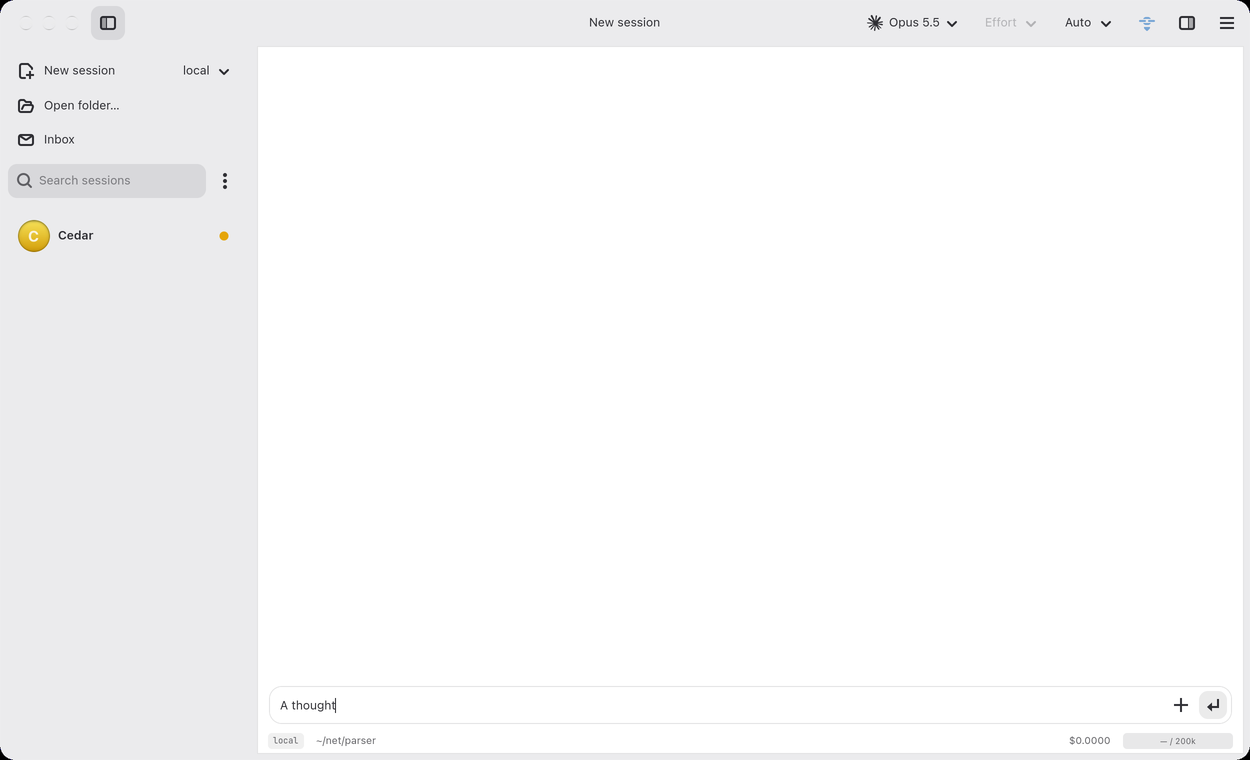 New session
Opus 5.5
Effort
Auto
New session
local
Open folder...
Inbox
Search sessions
C
Cedar
A thought
local
~/net/parser
$0.0000
— / 200k